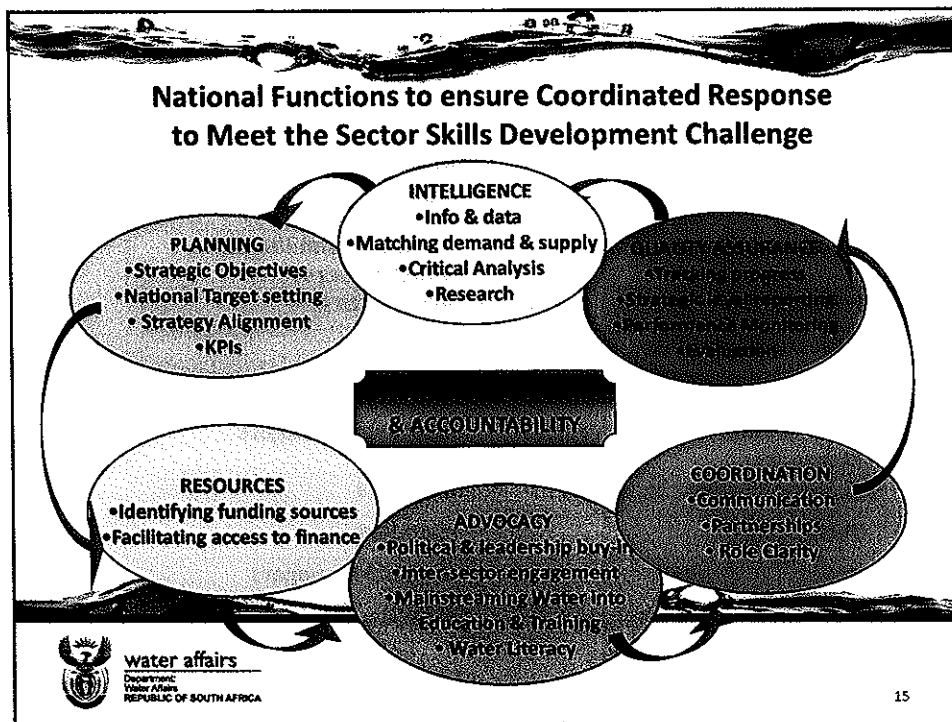 National Functions to ensure Coordinated Response
to Meet the Sector Skills Development Challenge
INTELLIGENCE
•Info & data
•Matching demand & supply
•Critical Analysis
•Research
PLANNING
•Strategic Objectives
•National Target setting
• Strategy Alignment
•KPIs
QUALITY ASSURANCE
& ACCOUNTABILITY
RESOURCES
•Identifying funding sources
•Facilitating access to finance
ADVOCACY
•Political & leadership buy-in
•Inter-sector engagement
•Mainstreaming Water into
Education & Training
• Water Literacy
COORDINATION
•Communication
•Partnerships
• Role Clarity
water affairs
Department:
Water Affairs
REPUBLIC OF SOUTH AFRICA
15